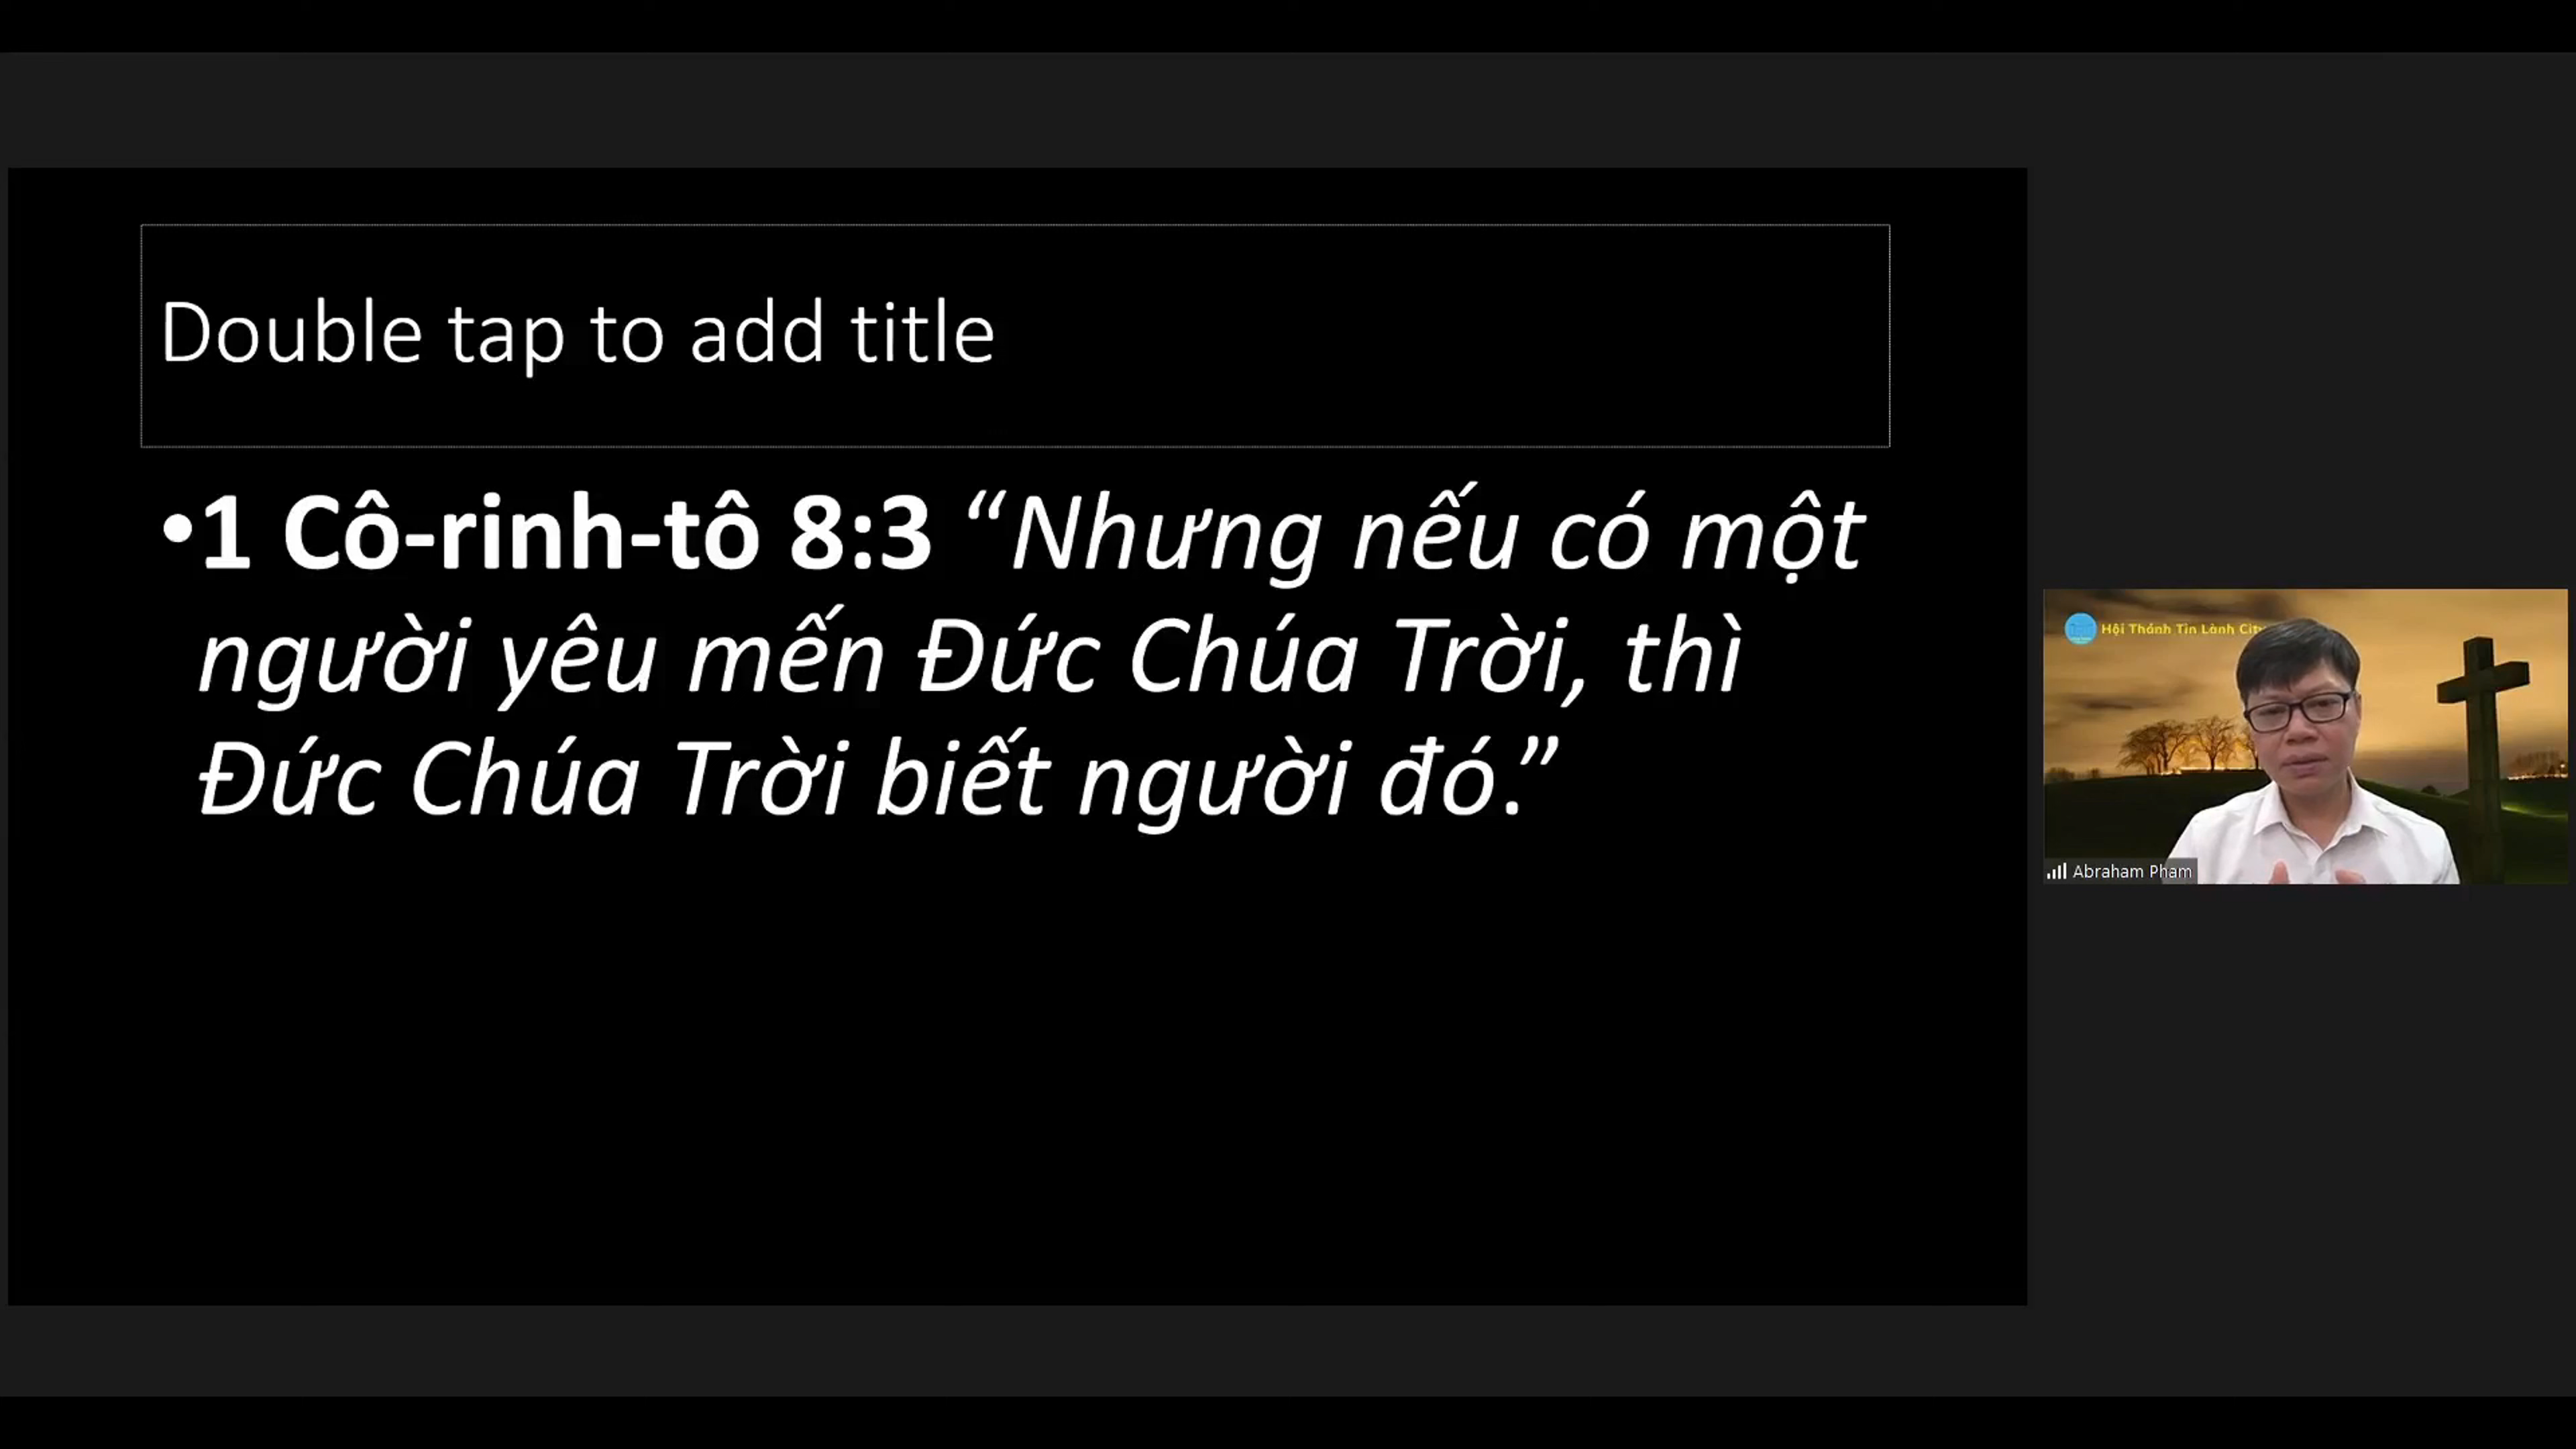 Double tap to add title
•1 Cô-rinh-tô 8:3 “Nhưng nếu có một
người yêu mến Đức Chúa Trời, thì
Đức Chúa Trời biết người đó.”
Hội Thánh Tin Lành City
Abraham Pham